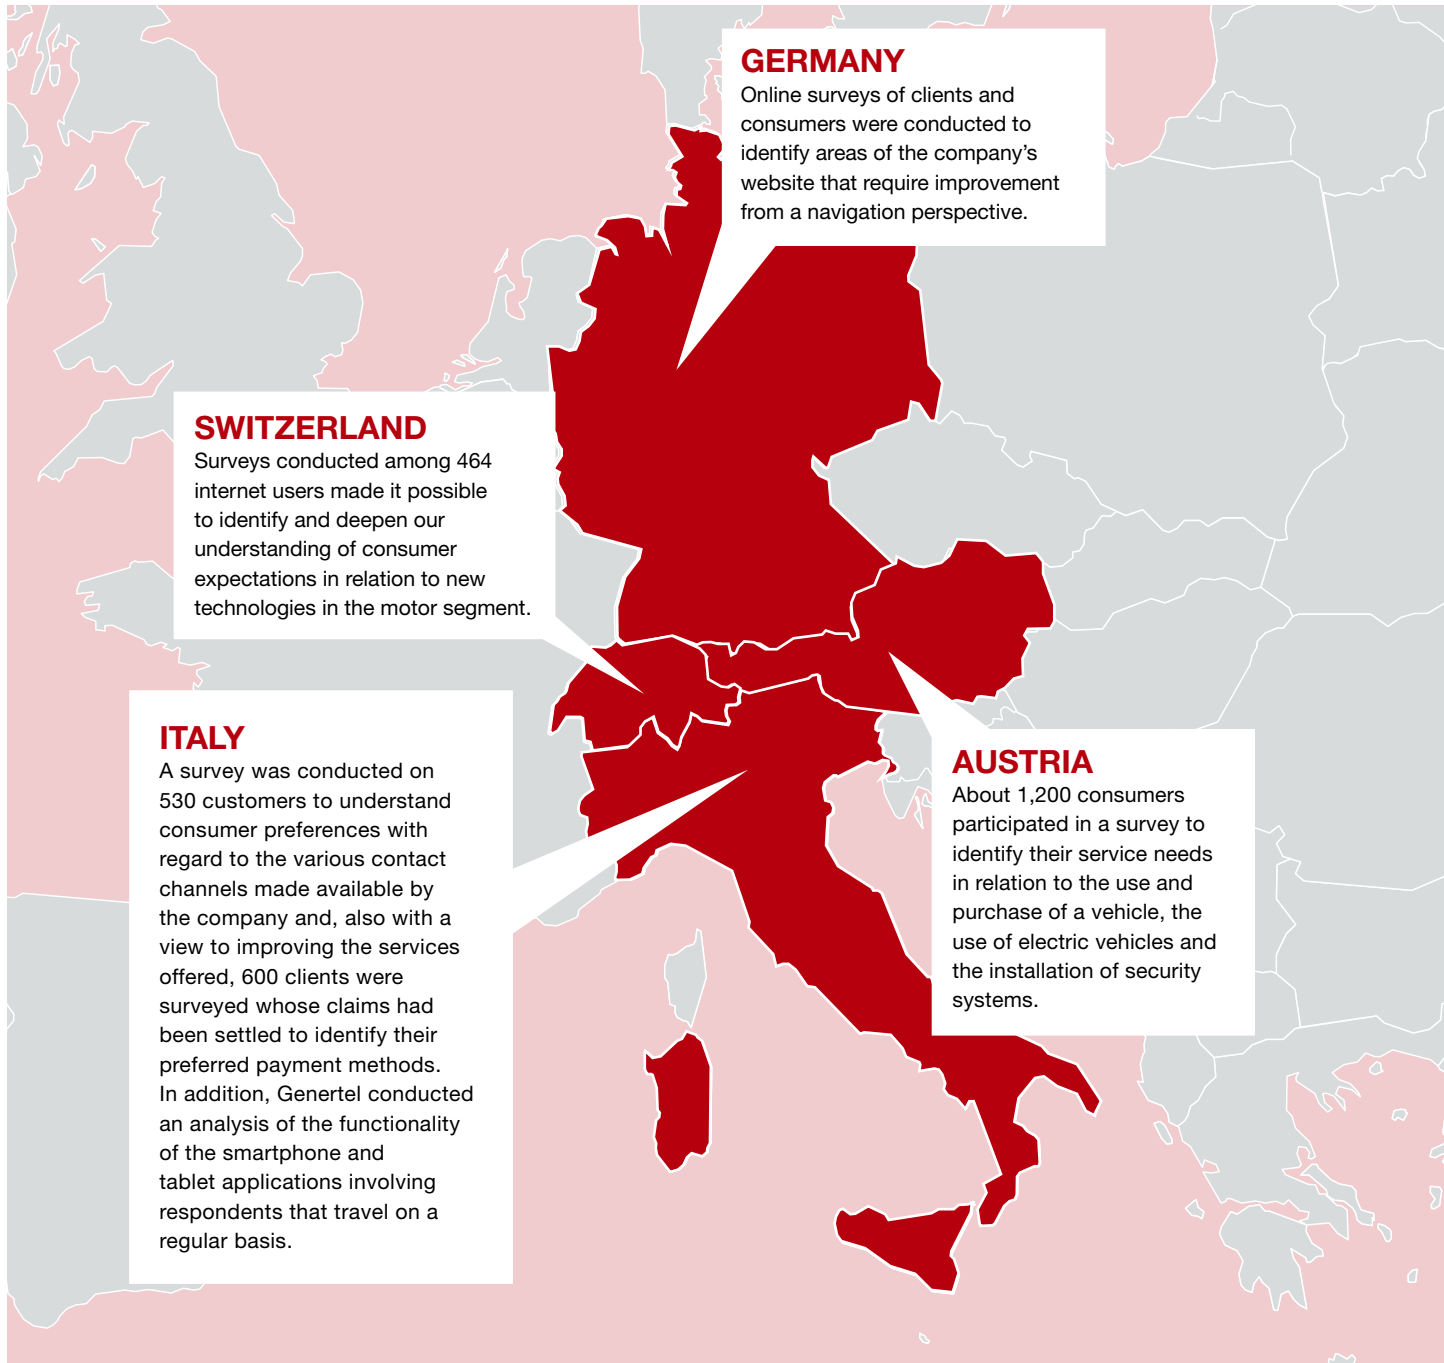 GERMANY
Online surveys of clients and
consumers were conducted to
identify areas of the company's
website that require improvement
from a navigation perspective.
SWITZERLAND
Surveys conducted among 464
internet users made it possible
to identify and deepen our
understanding of consumer
expectations in relation to new
technologies in the motor segment.
ITALY
A survey was conducted on
530 customers to understand
consumer preferences with
regard to the various contact
channels made available by
the company and, also with a
view to improving the services
offered, 600 clients were
surveyed whose claims had
been settled to identify their
preferred payment methods.
In addition, Genertel conducted
an analysis of the functionality
of the smartphone and
tablet applications involving
respondents that travel on a
regular basis.
AUSTRIA
About 1,200 consumers
participated in a survey to
identify their service needs
in relation to the use and
purchase of a vehicle, the
use of electric vehicles and
the installation of security
systems.